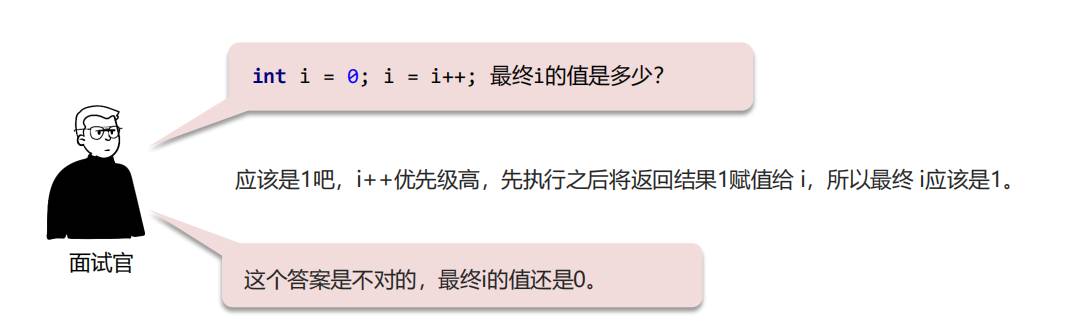 int i = 0; i = i++; 最终i的值是多少？
应该是1吧，i++优先级高，先执行之后将返回结果1赋值给 i，所以最终 i应该是1。
面试官
这个答案是不对的，最终i的值还是0。